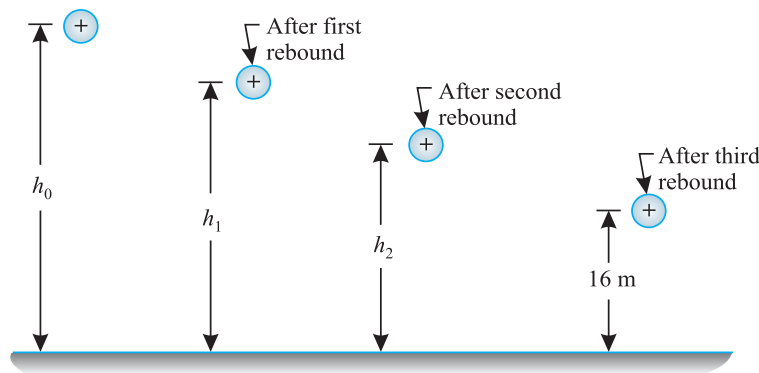 After first
rebound
After second
rebound
After third
rebound
h₀
h₁
h₂
16 m